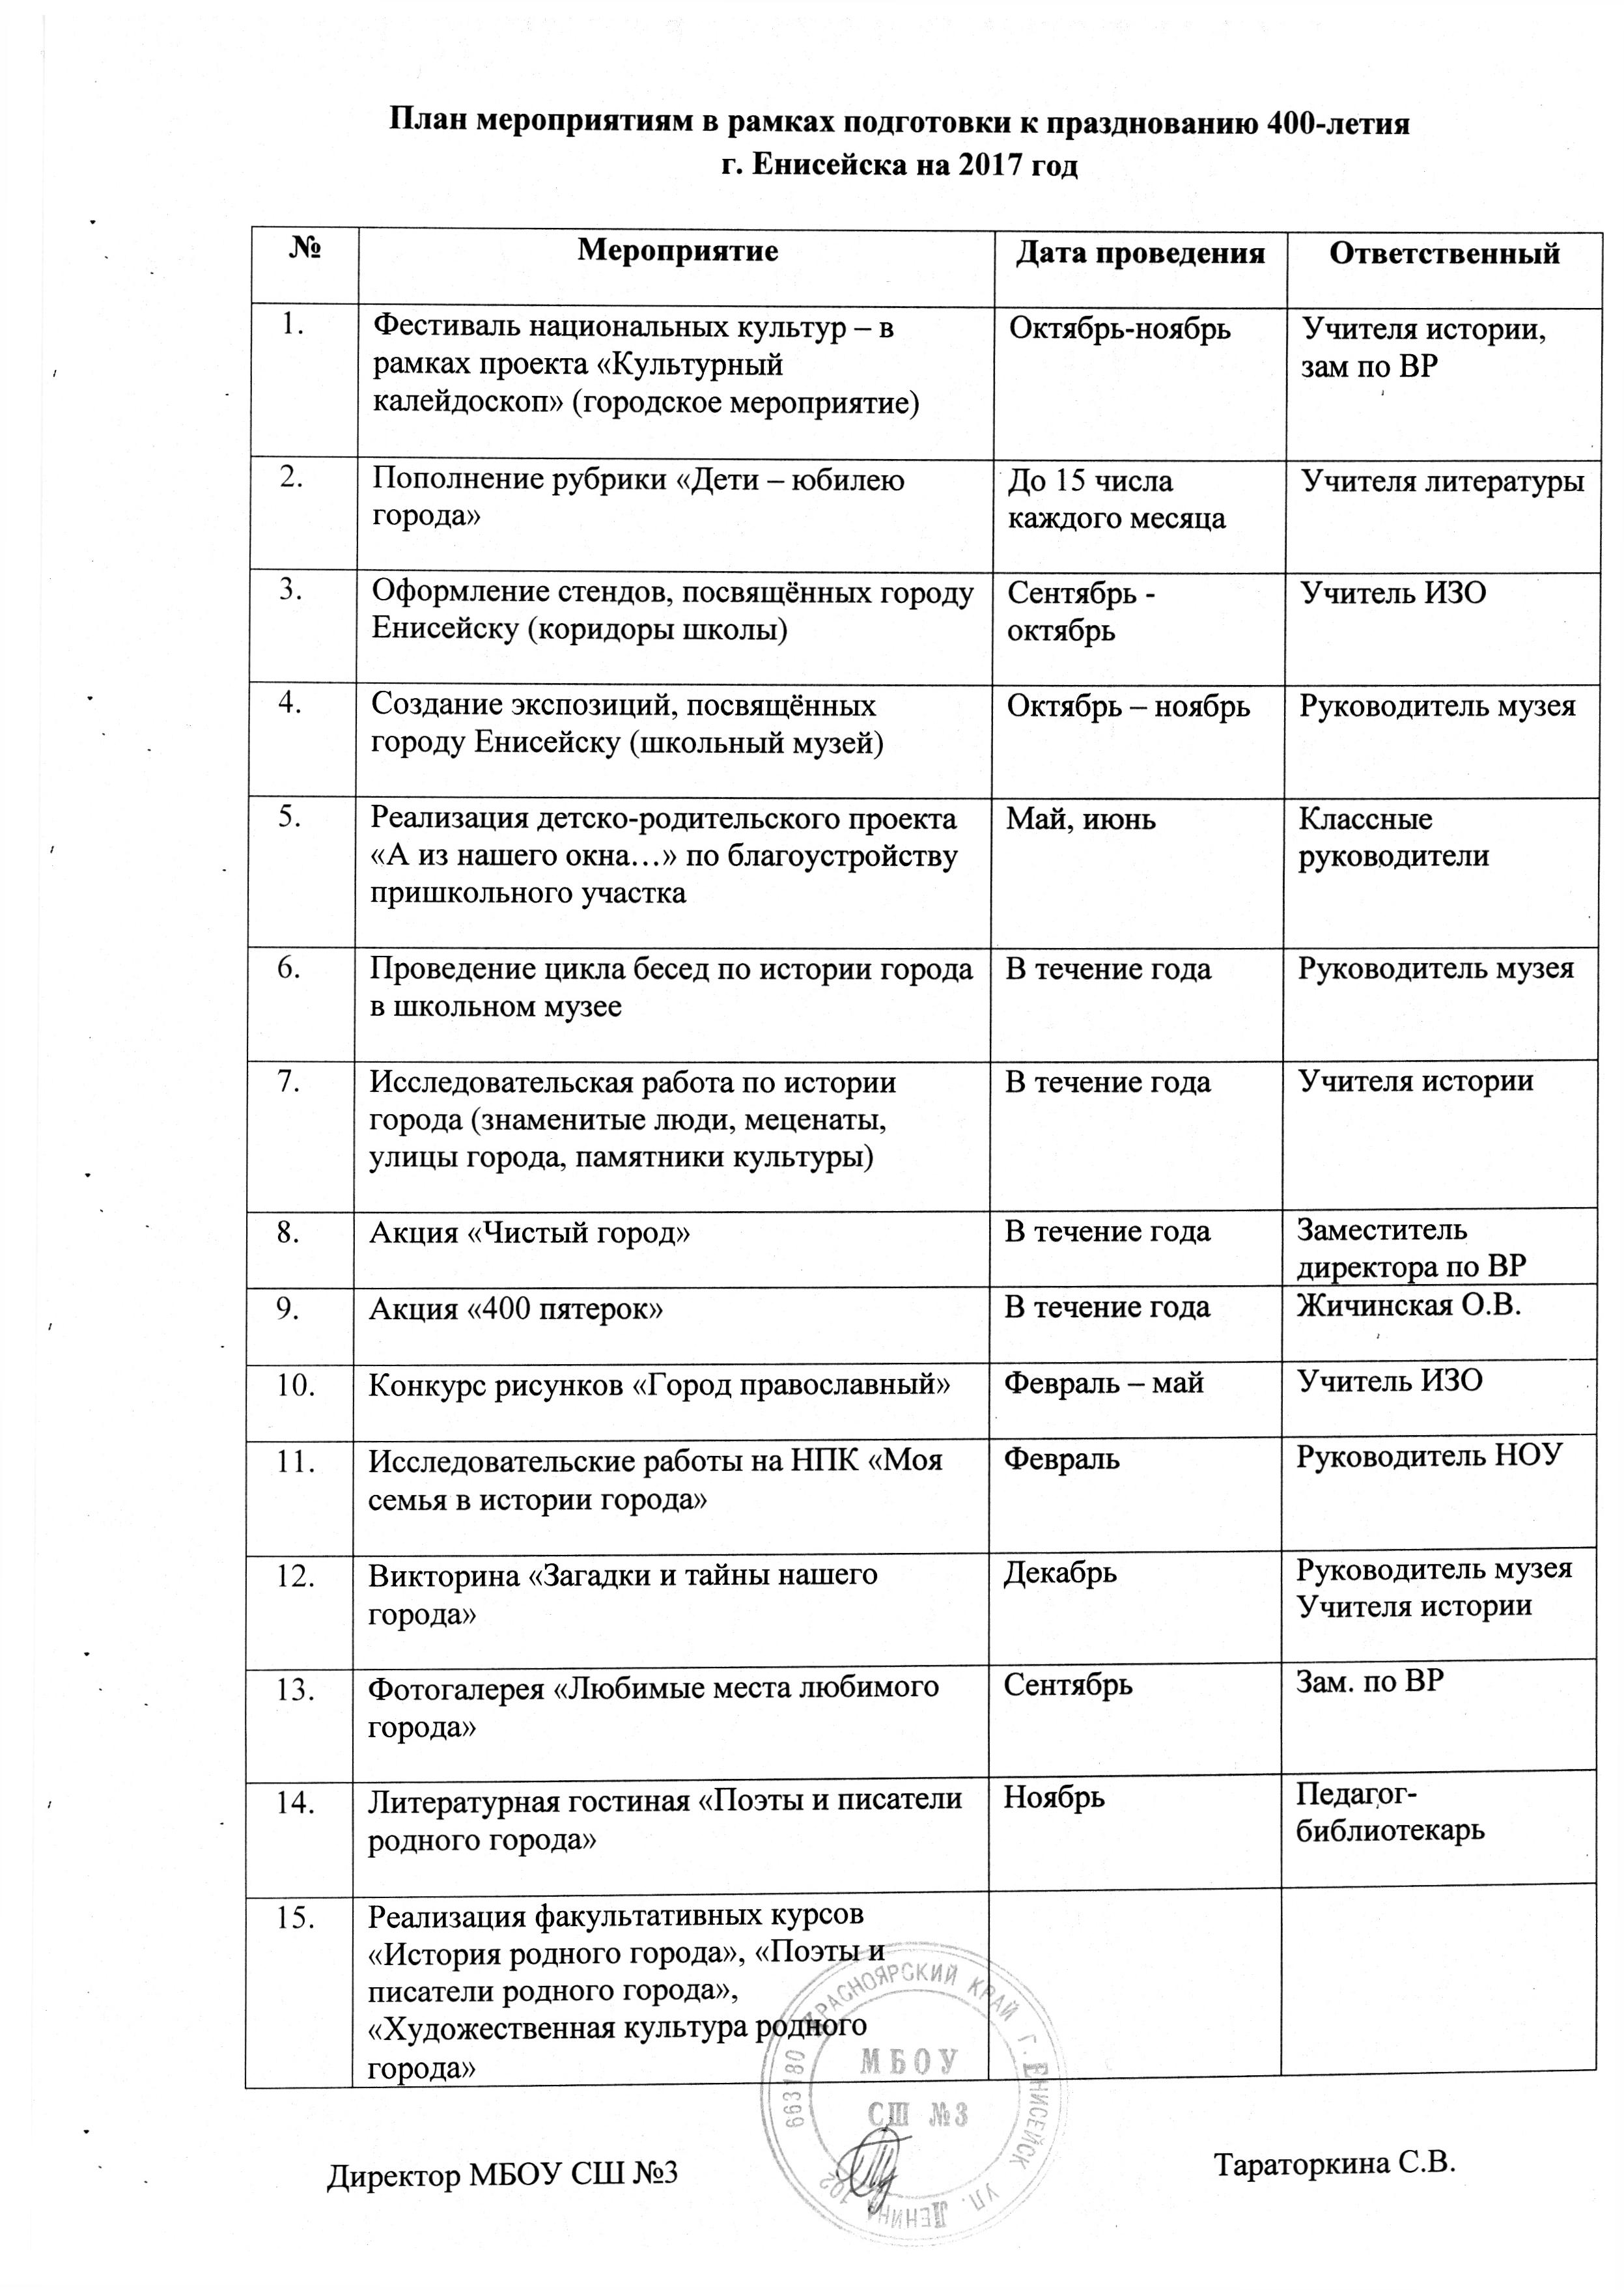 План мероприятиям в рамках подготовки к празднованию 400-летия
г. Енисейска на 2017 год
№ Мероприятие Дата проведения Ответственный
1. Фестиваль национальных культур – в Октябрь-ноябрь Учителя истории,
рамках проекта «Культурный зам по ВР
калейдоскоп» (городское мероприятие)
2. Пополнение рубрики «Дети – юбилею До 15 числа Учителя литературы
города» каждого месяца
3. Оформление стендов, посвящённых городу Сентябрь - Учитель ИЗО
Енисейску (коридоры школы) октябрь
4. Создание экспозиций, посвящённых Октябрь – ноябрь Руководитель музея
городу Енисейску (школьный музей)
5. Реализация детско-родительского проекта Май, июнь Классные
«А из нашего окна…» по благоустройству руководители
пришкольного участка
6. Проведение цикла бесед по истории города В течение года Руководитель музея
в школьном музее
7. Исследовательская работа по истории В течение года Учителя истории
города (знаменитые люди, меценаты,
улицы города, памятники культуры)
8. Акция «Чистый город» В течение года Заместитель
директора по ВР
9. Акция «400 пятерок» В течение года Жичинская О.В.
10. Конкурс рисунков «Город православный» Февраль – май Учитель ИЗО
11. Исследовательские работы на НПК «Моя Февраль Руководитель НОУ
семья в истории города»
12. Викторина «Загадки и тайны нашего Декабрь Руководитель музея
города» Учителя истории
13. Фотогалерея «Любимые места любимого Сентябрь Зам. по ВР
города»
14. Литературная гостиная «Поэты и писатели Ноябрь Педагог-
родного города» библиотекарь
15. Реализация факультативных курсов
«История родного города», «Поэты и
писатели родного города»,
«Художественная культура родного
города»
663180 КРАСНОЯРСКИЙ КРАЙ Г. ЕНИСЕЙСК УЛ. ЛЕНИНА 102
МБОУ
СШ №3
Директор МБОУ СШ №3 Тараторкина С.В.